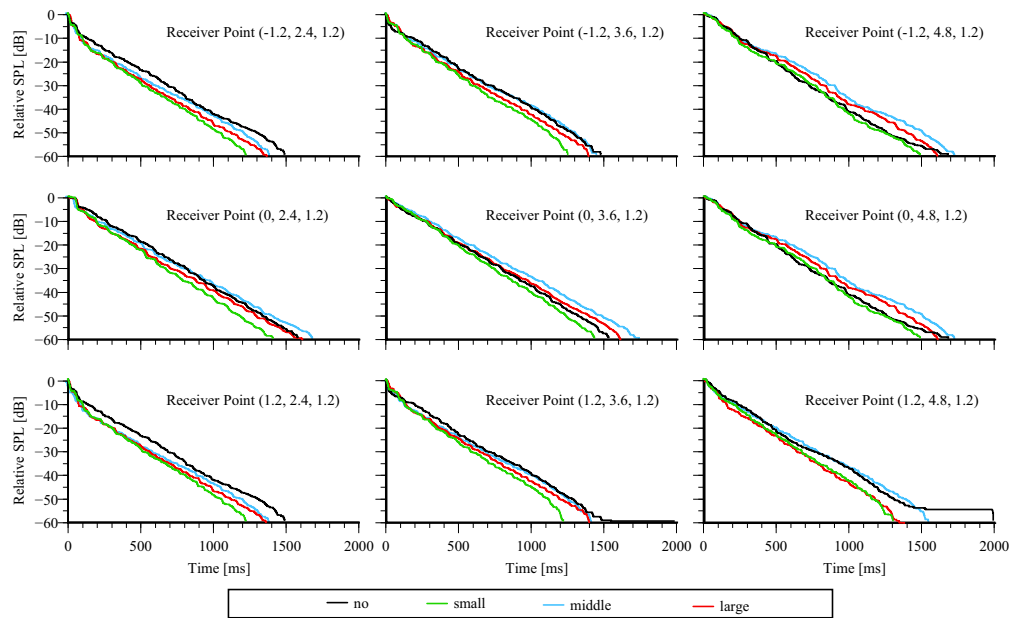 0
−10
−20
−30
−40
−50
−60
Relative SPL [dB]
Receiver Point (-1.2, 2.4, 1.2)
Receiver Point (-1.2, 3.6, 1.2)
Receiver Point (-1.2, 4.8, 1.2)
0
−10
−20
−30
−40
−50
−60
Relative SPL [dB]
Receiver Point (0, 2.4, 1.2)
Receiver Point (0, 3.6, 1.2)
Receiver Point (0, 4.8, 1.2)
0
−10
−20
−30
−40
−50
−60
Relative SPL [dB]
Receiver Point (1.2, 2.4, 1.2)
Receiver Point (1.2, 3.6, 1.2)
Receiver Point (1.2, 4.8, 1.2)
0 500 1000 1500 2000
0 500 1000 1500 2000
0 500 1000 1500 2000
Time [ms] Time [ms] Time [ms]
no small middle large